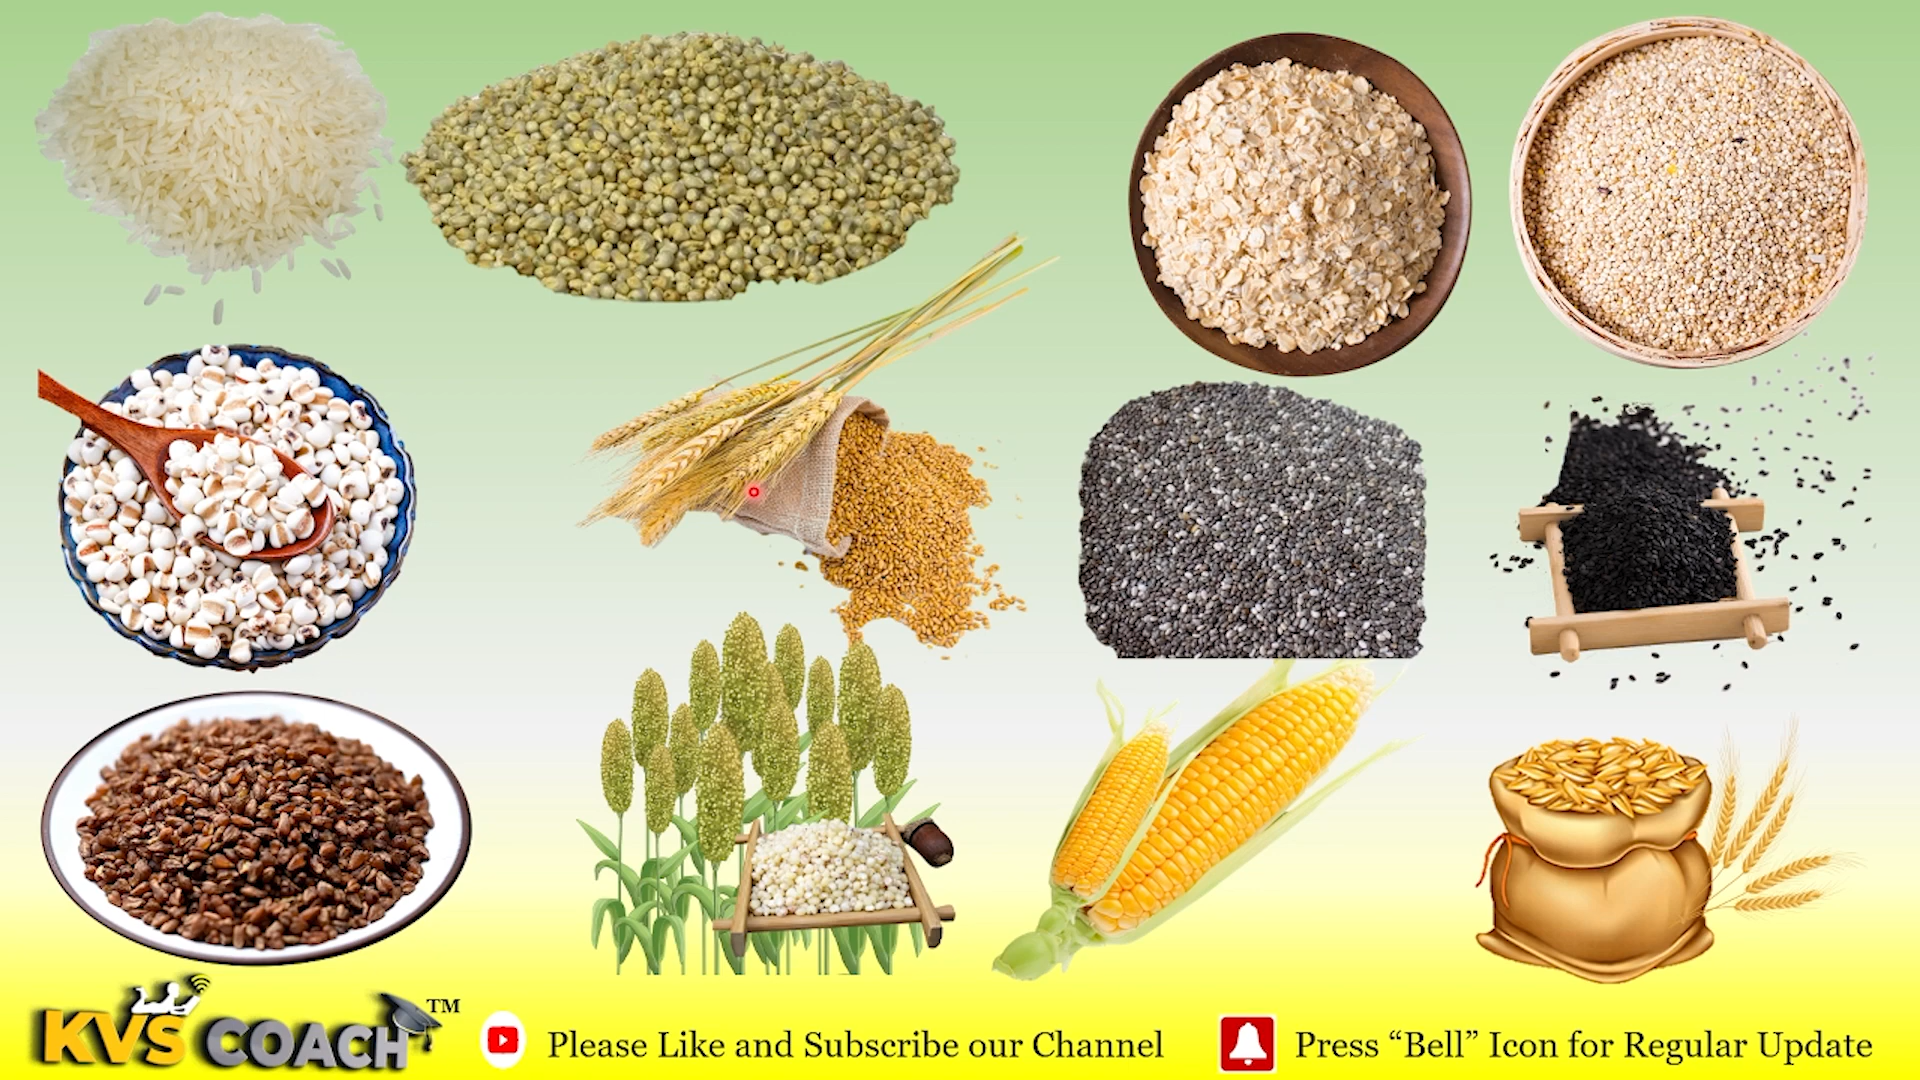 KVS COACH™
Please Like and Subscribe our Channel
Press “Bell” Icon for Regular Update